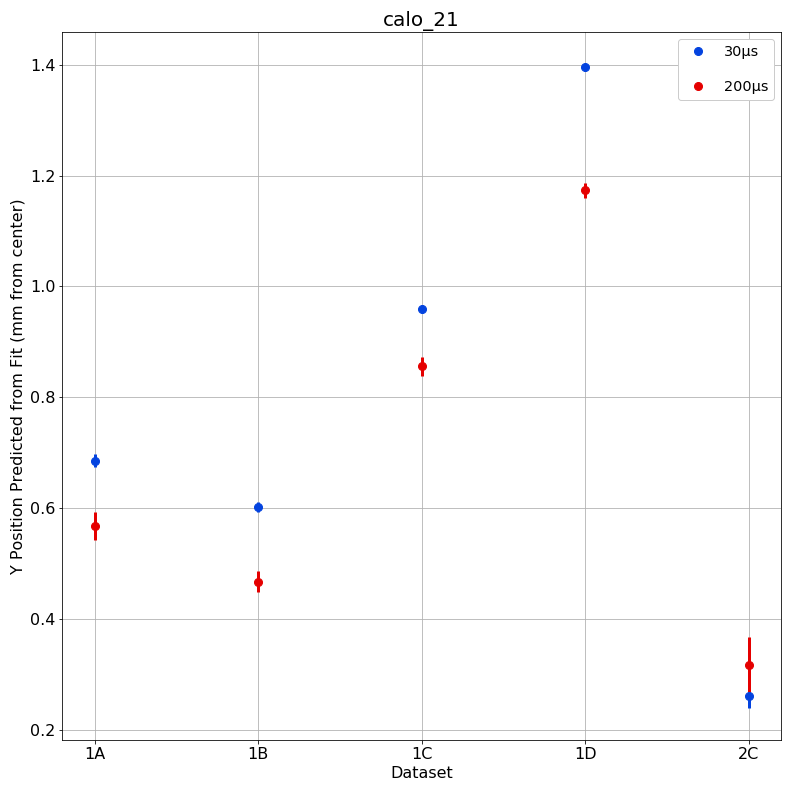 calo_21
30μs
200μs
1.4
1.2
1.0
0.8
0.6
0.4
0.2
Y Position Predicted from Fit (mm from center)
1A 1B 1C 1D 2C
Dataset